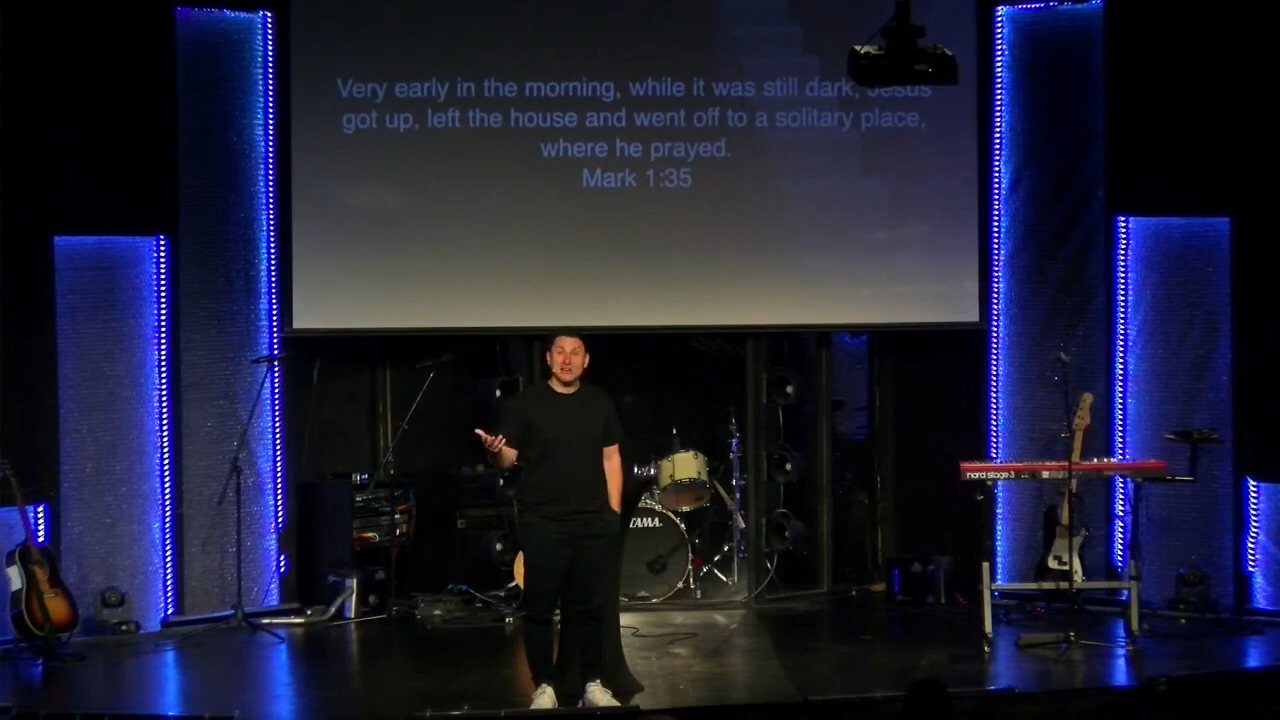 Very early in the morning, while it was still dark, Jesus
got up, left the house and went off to a solitary place,
where he prayed.
Mark 1:35
TAMA.
nord stage 3